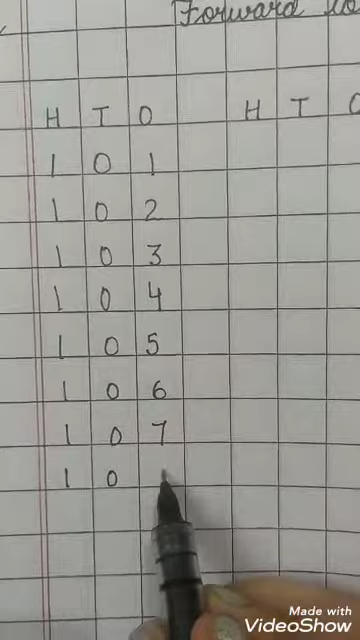 Forward
H T O H T
1 0 1
1 0 2
1 0 3
1 0 4
1 0 5
1 0 6
1 0 7
1 0
Made with
VideoShow